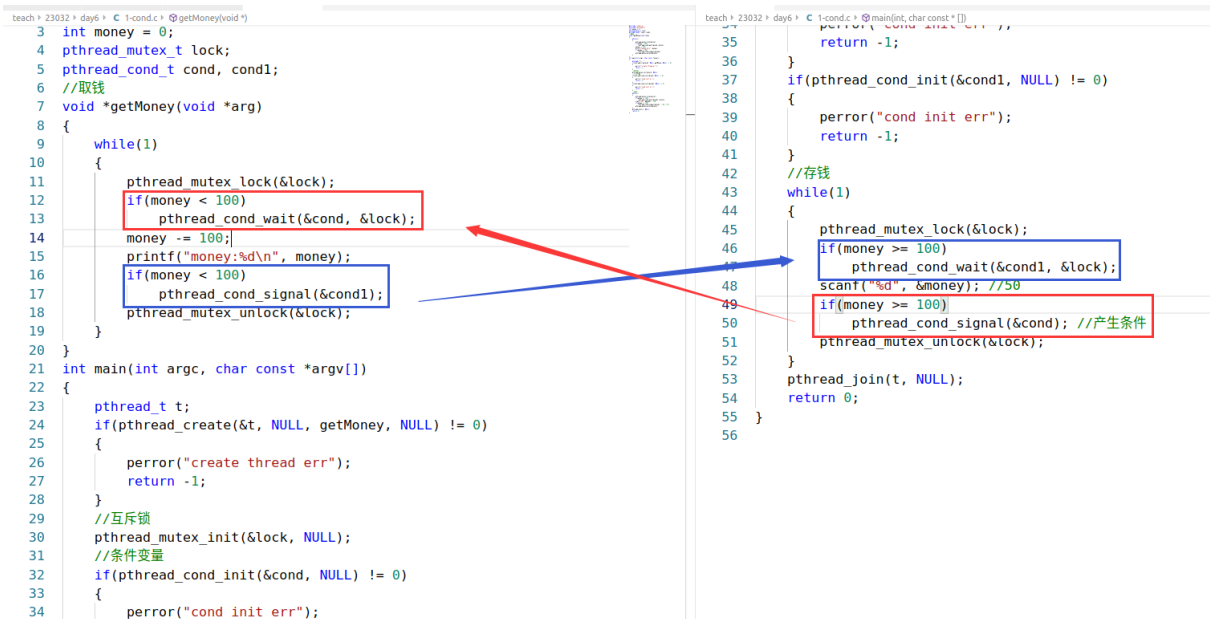 teach › 23032 › day6 › C 1-cond.c › getMoney(void *)
3 int money = 0;
4 pthread_mutex_t lock;
5 pthread_cond_t cond, cond1;
6 //取钱
7 void *getMoney(void *arg)
8 {
9 while(1)
10 {
11 pthread_mutex_lock(&lock);
12 if(money < 100)
13 pthread_cond_wait(&cond, &lock);
14 money -= 100;
15 printf("money:%d\n", money);
16 if(money < 100)
17 pthread_cond_signal(&cond1);
18 pthread_mutex_unlock(&lock);
19 }
20 }
21 int main(int argc, char const *argv[])
22 {
23 pthread_t t;
24 if(pthread_create(&t, NULL, getMoney, NULL) != 0)
25 {
26 perror("create thread err");
27 return -1;
28 }
29 //互斥锁
30 pthread_mutex_init(&lock, NULL);
31 //条件变量
32 if(pthread_cond_init(&cond, NULL) != 0)
33 {
34 perror("cond init err");
teach › 23032 › day6 › C 1-cond.c › main(int, char const * [])
34 perror("cond init err");
35 return -1;
36 }
37 if(pthread_cond_init(&cond1, NULL) != 0)
38 {
39 perror("cond init err");
40 return -1;
41 }
42 //存钱
43 while(1)
44 {
45 pthread_mutex_lock(&lock);
46 if(money >= 100)
47 pthread_cond_wait(&cond1, &lock);
48 scanf("%d", &money); //50
49 if(money >= 100)
50 pthread_cond_signal(&cond); //产生条件
51 pthread_mutex_unlock(&lock);
52 }
53 pthread_join(t, NULL);
54 return 0;
55 }
56